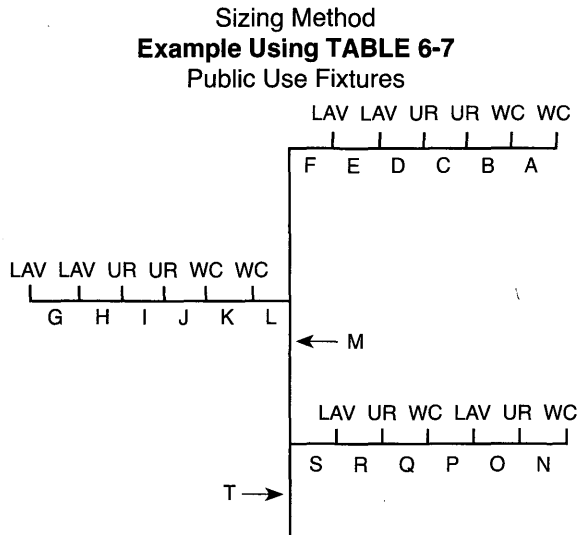 Sizing Method
Example Using TABLE 6-7
Public Use Fixtures
LAV LAV UR UR WC WC
F E D C B A
LAV LAV UR UR WC WC
G H I J K L
M
LAV UR WC LAV UR WC
S R Q P O N
T